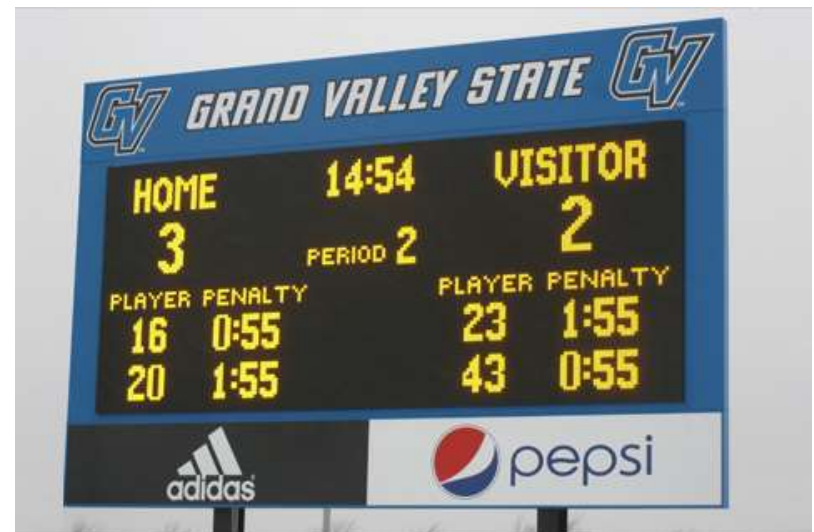 GV GRAND VALLEY STATE GV
HOME 14:54 VISITOR
3 PERIOD 2 2
PLAYER PENALTY PLAYER PENALTY
16 0:55 23 1:55
20 1:55 43 0:55
adidas pepsi